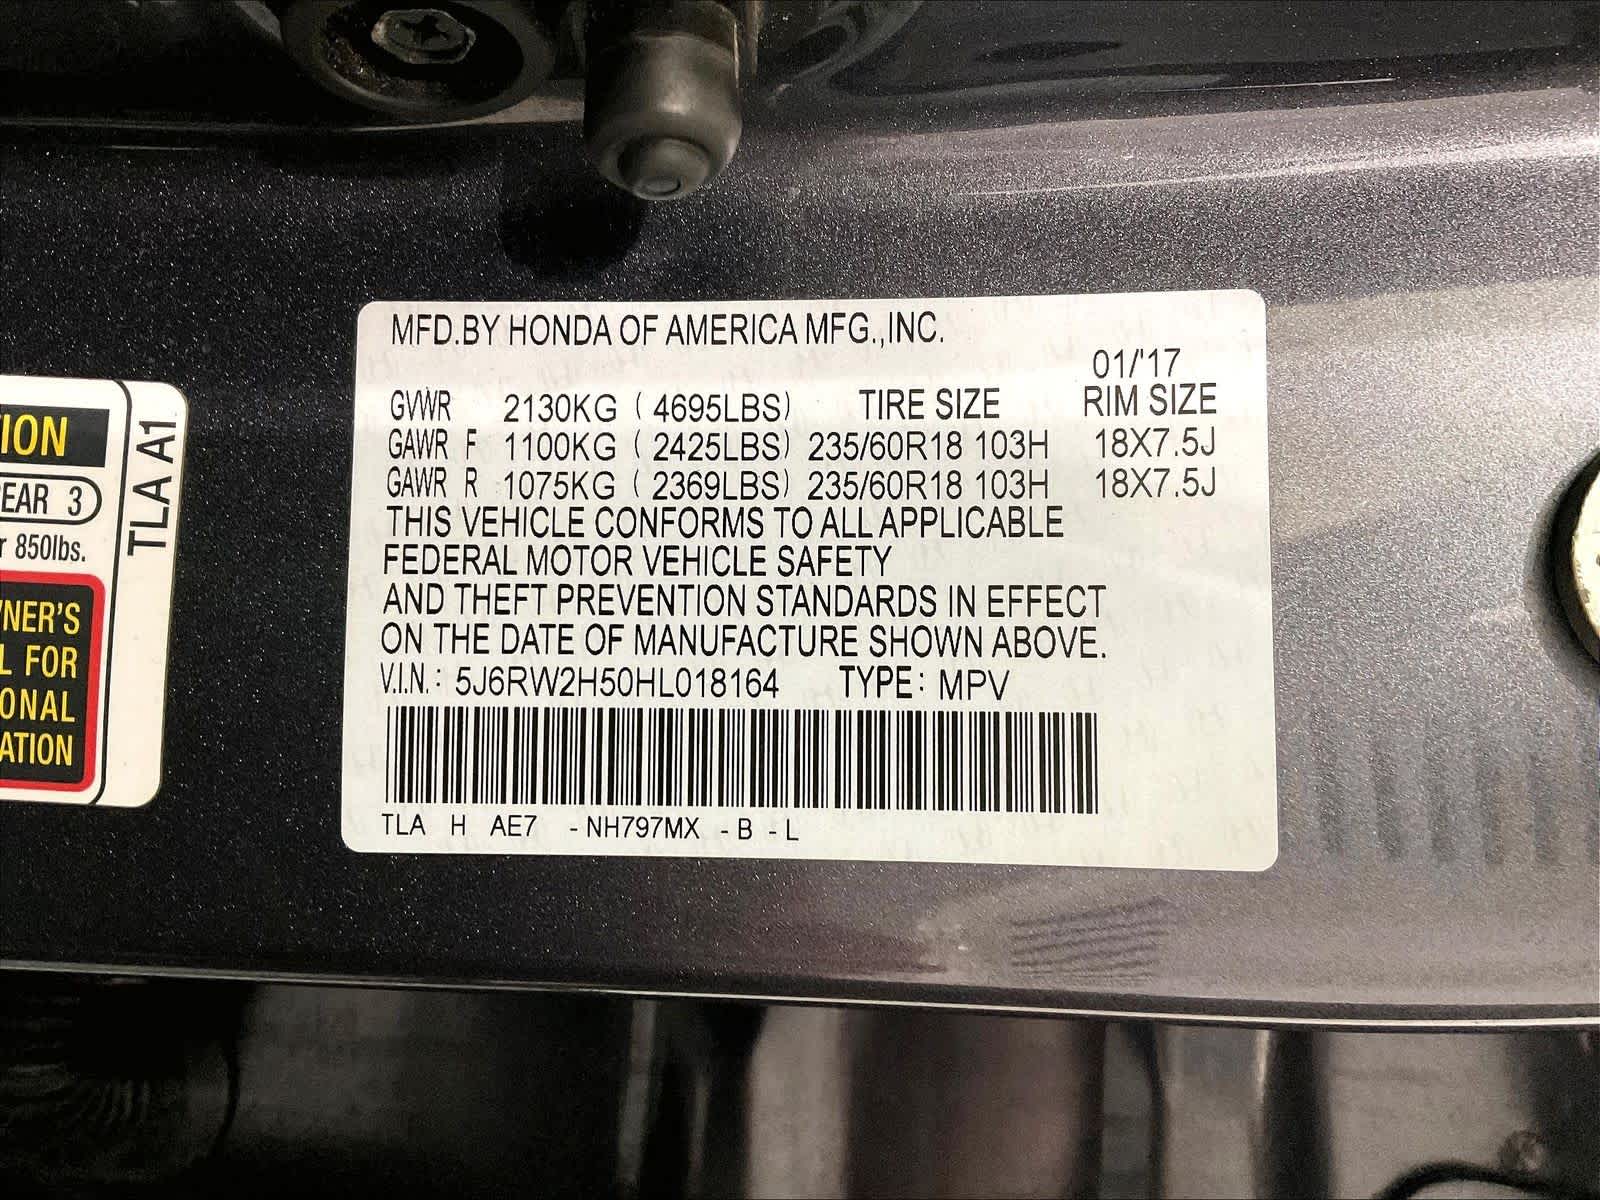 MFD.BY HONDA OF AMERICA MFG.,INC.
01/'17
GVWR 2130KG ( 4695LBS) TIRE SIZE RIM SIZE
GAWR F 1100KG ( 2425LBS) 235/60R18 103H 18X7.5J
GAWR R 1075KG ( 2369LBS) 235/60R18 103H 18X7.5J
THIS VEHICLE CONFORMS TO ALL APPLICABLE
FEDERAL MOTOR VEHICLE SAFETY
AND THEFT PREVENTION STANDARDS IN EFFECT
ON THE DATE OF MANUFACTURE SHOWN ABOVE.
V.I.N.: 5J6RW2H50HL018164 TYPE: MPV
TLA H AE7 -NH797MX -B -L
TLA A1
ION
EAR 3
r 850lbs.
NER'S
L FOR
ONAL
ATION